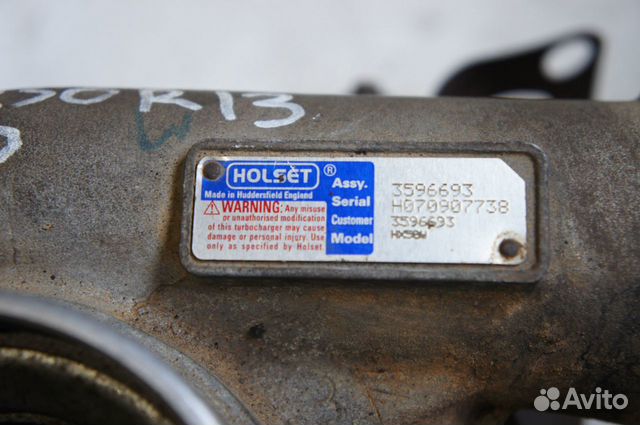 30R13
HOLSET®
Made in Huddersfield England
WARNING: Any misuse
or unauthorised modification
of this turbocharger may cause
damage or personal injury. Use
only as specified by Holset.
Assy. 3596693
Serial H070907738
Customer 3596693
Model HX50W
Avito